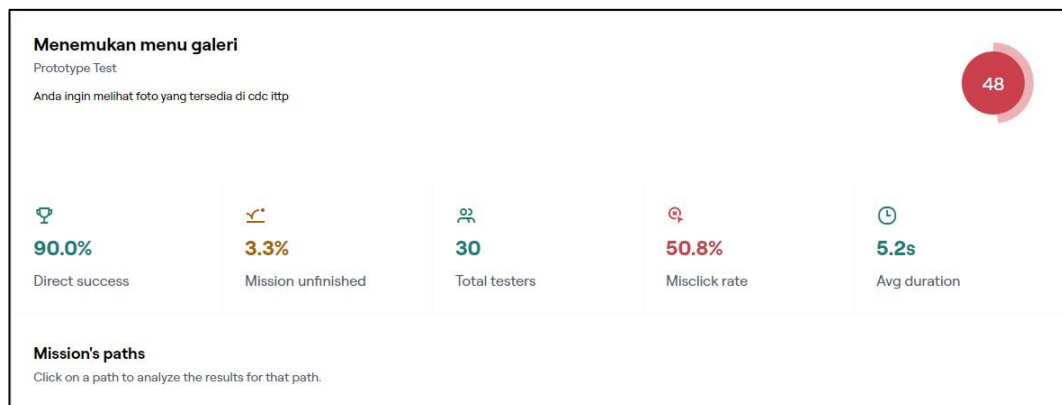 Menemukan menu galeri
Prototype Test
Anda ingin melihat foto yang tersedia di cdc ittp
48
90.0%
Direct success
3.3%
Mission unfinished
30
Total testers
50.8%
Misclick rate
5.2s
Avg duration
Mission's paths
Click on a path to analyze the results for that path.